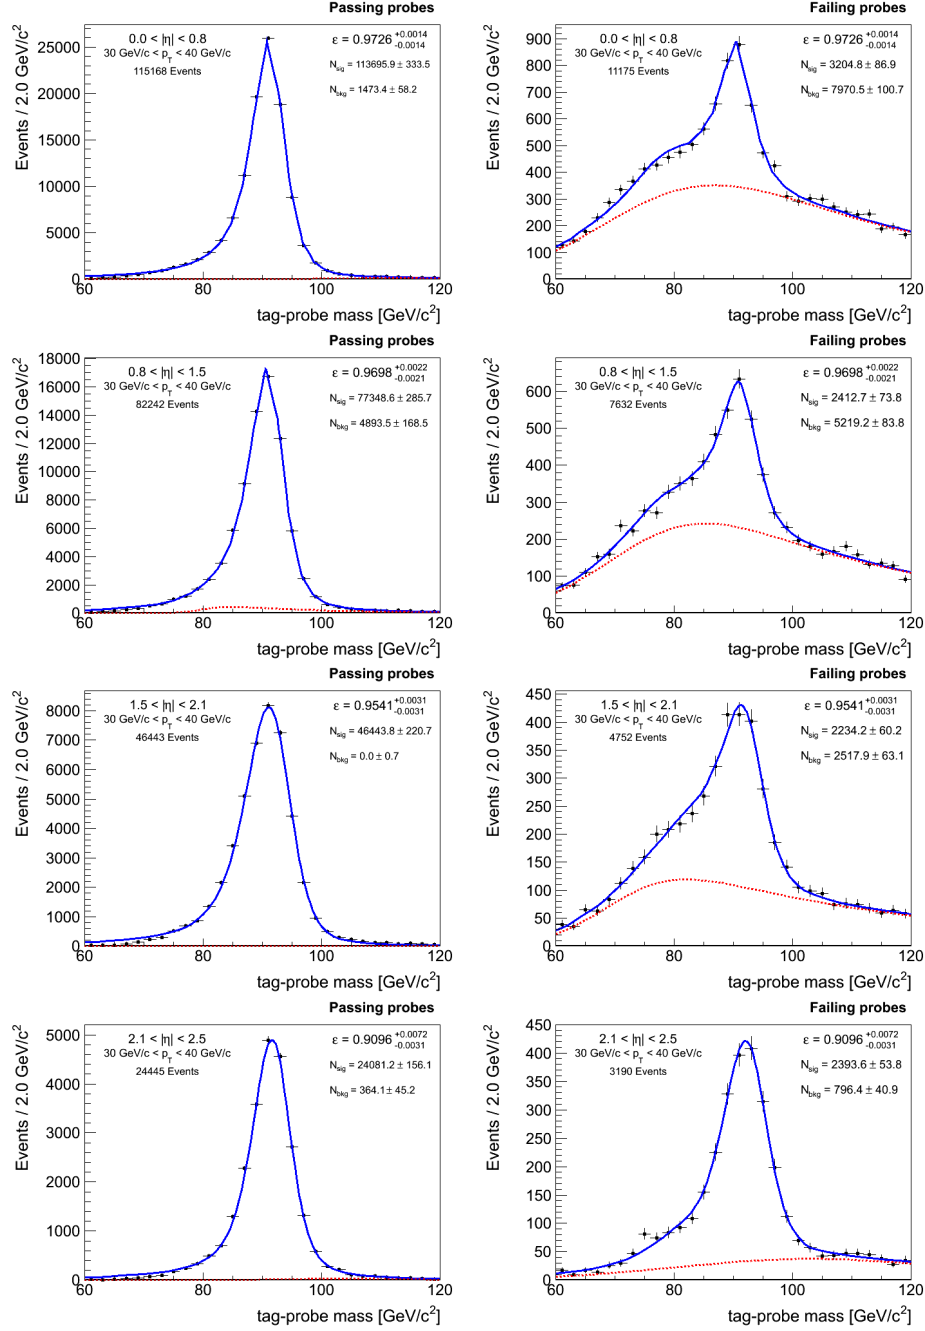 Passing probes
Events / 2.0 GeV/c²
0.0 < |η| < 0.8
30 GeV/c < p_T < 40 GeV/c
115168 Events
ε = 0.9726 +0.0014 -0.0014
N_sig = 113695.9 ± 333.5
N_bkg = 1473.4 ± 58.2
25000
20000
15000
10000
5000
0
60 80 100 120
tag-probe mass [GeV/c²]
Failing probes
Events / 2.0 GeV/c²
0.0 < |η| < 0.8
30 GeV/c < p_T < 40 GeV/c
11175 Events
ε = 0.9726 +0.0014 -0.0014
N_sig = 3204.8 ± 86.9
N_bkg = 7970.5 ± 100.7
900
800
700
600
500
400
300
200
100
0
60 80 100 120
tag-probe mass [GeV/c²]
Passing probes
Events / 2.0 GeV/c²
0.8 < |η| < 1.5
30 GeV/c < p_T < 40 GeV/c
82242 Events
ε = 0.9698 +0.0022 -0.0021
N_sig = 77348.6 ± 285.7
N_bkg = 4893.5 ± 168.5
18000
16000
14000
12000
10000
8000
6000
4000
2000
0
60 80 100 120
tag-probe mass [GeV/c²]
Failing probes
Events / 2.0 GeV/c²
0.8 < |η| < 1.5
30 GeV/c < p_T < 40 GeV/c
7632 Events
ε = 0.9698 +0.0022 -0.0021
N_sig = 2412.7 ± 73.8
N_bkg = 5219.2 ± 83.8
600
500
400
300
200
100
0
60 80 100 120
tag-probe mass [GeV/c²]
Passing probes
Events / 2.0 GeV/c²
1.5 < |η| < 2.1
30 GeV/c < p_T < 40 GeV/c
46443 Events
ε = 0.9541 +0.0031 -0.0031
N_sig = 46443.8 ± 220.7
N_bkg = 0.0 ± 0.7
8000
7000
6000
5000
4000
3000
2000
1000
0
60 80 100 120
tag-probe mass [GeV/c²]
Failing probes
Events / 2.0 GeV/c²
1.5 < |η| < 2.1
30 GeV/c < p_T < 40 GeV/c
4752 Events
ε = 0.9541 +0.0031 -0.0031
N_sig = 2234.2 ± 60.2
N_bkg = 2517.9 ± 63.1
450
400
350
300
250
200
150
100
50
0
60 80 100 120
tag-probe mass [GeV/c²]
Passing probes
Events / 2.0 GeV/c²
2.1 < |η| < 2.5
30 GeV/c < p_T < 40 GeV/c
24445 Events
ε = 0.9096 +0.0072 -0.0031
N_sig = 24081.2 ± 156.1
N_bkg = 364.1 ± 45.2
5000
4000
3000
2000
1000
0
60 80 100 120
tag-probe mass [GeV/c²]
Failing probes
Events / 2.0 GeV/c²
2.1 < |η| < 2.5
30 GeV/c < p_T < 40 GeV/c
3190 Events
ε = 0.9096 +0.0072 -0.0031
N_sig = 2393.6 ± 53.8
N_bkg = 796.4 ± 40.9
450
400
350
300
250
200
150
100
50
0
60 80 100 120
tag-probe mass [GeV/c²]